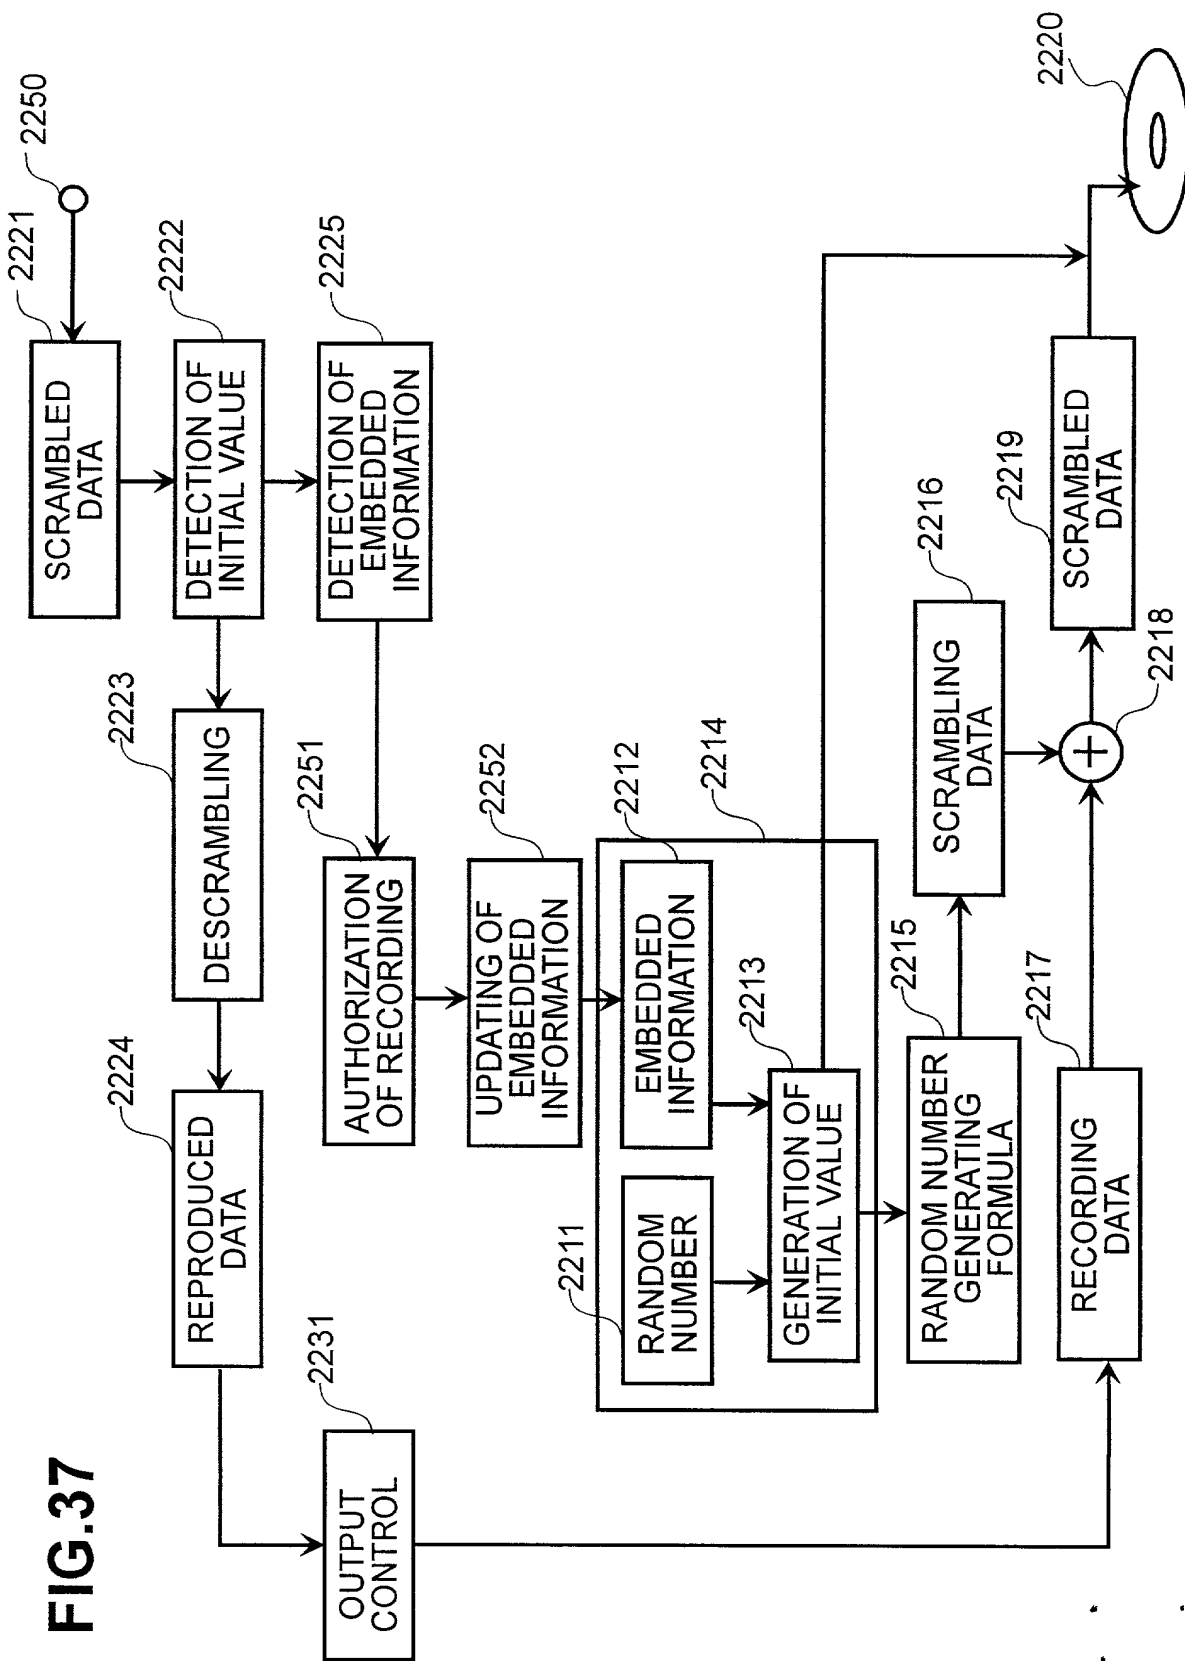 FIG.37
2250
2221
SCRAMBLED
DATA
2222
DETECTION OF
INITIAL VALUE
2225
DETECTION OF
EMBEDDED
INFORMATION
2223
DESCRAMBLING
2224
REPRODUCED
DATA
2231
OUTPUT
CONTROL
2251
AUTHORIZATION
OF RECORDING
2252
UPDATING OF
EMBEDDED
INFORMATION
2212
EMBEDDED
INFORMATION
2214
2211
RANDOM
NUMBER
2213
GENERATION OF
INITIAL VALUE
2215
RANDOM NUMBER
GENERATING
FORMULA
2216
SCRAMBLING
DATA
2217
RECORDING
DATA
2218
2219
SCRAMBLED
DATA
2220